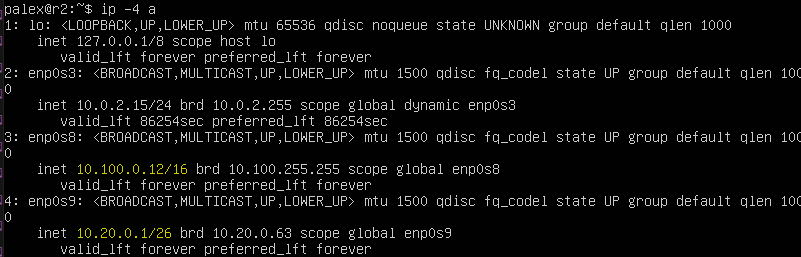 palex@r2:~$ ip -4 a
1: lo: <LOOPBACK,UP,LOWER_UP> mtu 65536 qdisc noqueue state UNKNOWN group default qlen 1000
    inet 127.0.0.1/8 scope host lo
       valid_lft forever preferred_lft forever
2: enp0s3: <BROADCAST,MULTICAST,UP,LOWER_UP> mtu 1500 qdisc fq_codel state UP group default qlen 100
0
    inet 10.0.2.15/24 brd 10.0.2.255 scope global dynamic enp0s3
       valid_lft 86254sec preferred_lft 86254sec
3: enp0s8: <BROADCAST,MULTICAST,UP,LOWER_UP> mtu 1500 qdisc fq_codel state UP group default qlen 100
0
    inet 10.100.0.12/16 brd 10.100.255.255 scope global enp0s8
       valid_lft forever preferred_lft forever
4: enp0s9: <BROADCAST,MULTICAST,UP,LOWER_UP> mtu 1500 qdisc fq_codel state UP group default qlen 100
0
    inet 10.20.0.1/26 brd 10.20.0.63 scope global enp0s9
       valid_lft forever preferred_lft forever